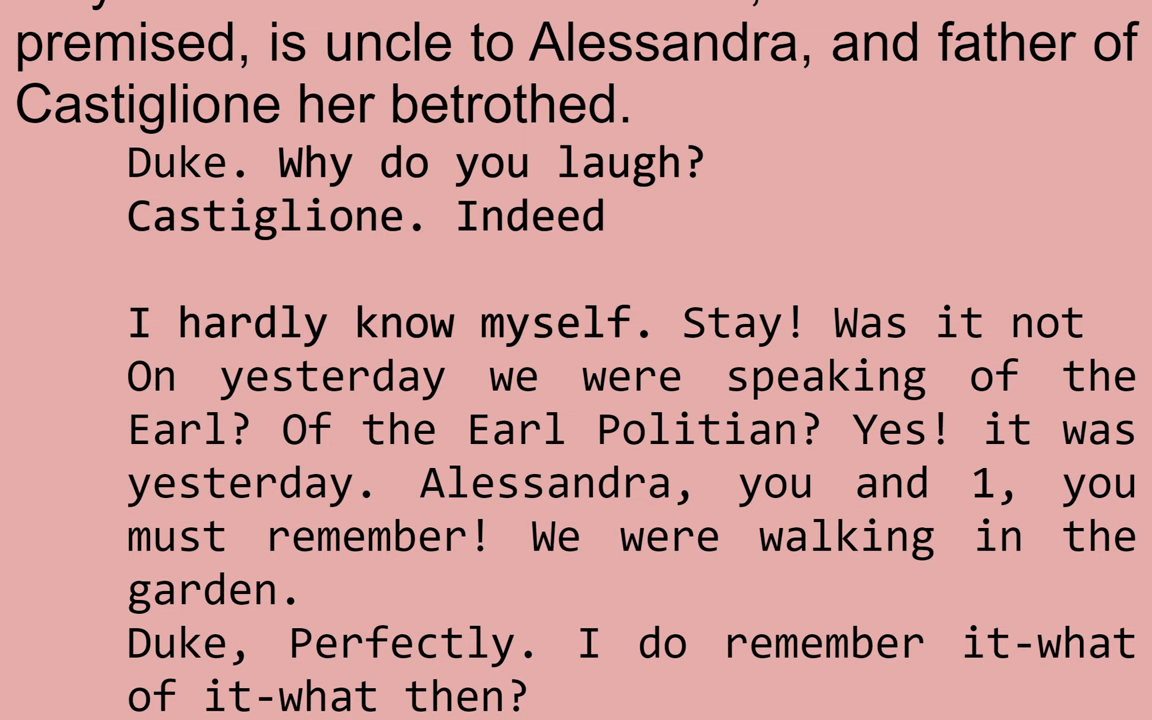 premised, is uncle to Alessandra, and father of
Castiglione her betrothed.
Duke. Why do you laugh?
Castiglione. Indeed
I hardly know myself. Stay! Was it not
On yesterday we were speaking of the
Earl? Of the Earl Politian? Yes! it was
yesterday. Alessandra, you and 1, you
must remember! We were walking in the
garden.
Duke, Perfectly. I do remember it-what
of it-what then?